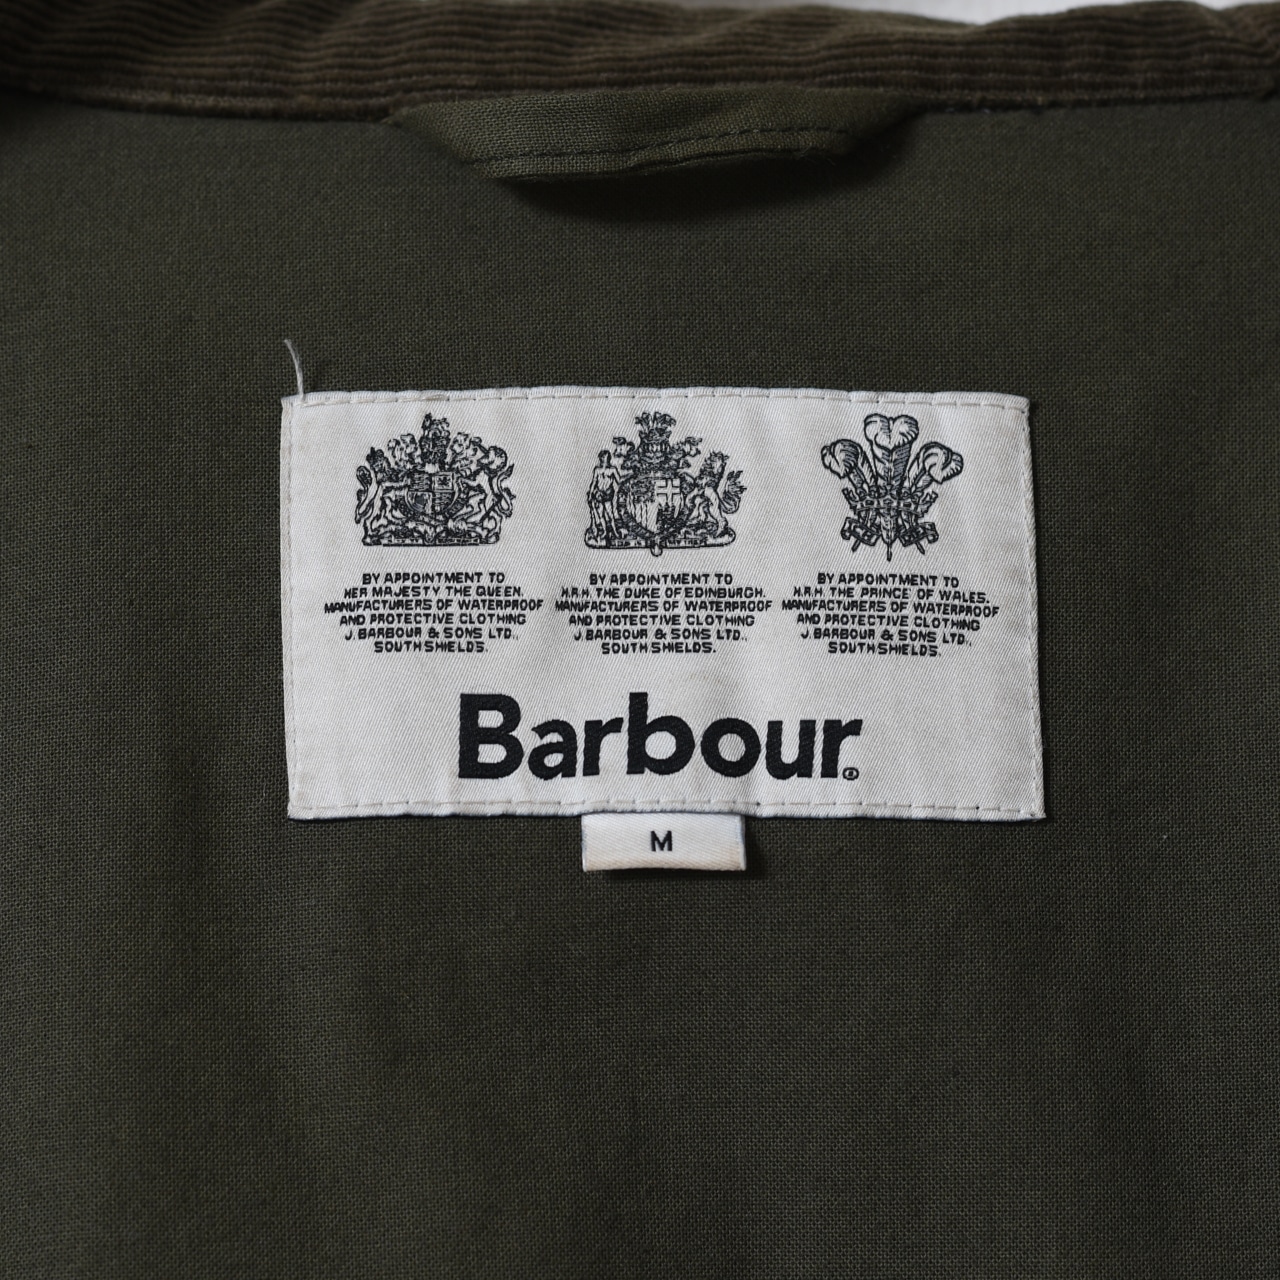 BY APPOINTMENT TO
HER MAJESTY THE QUEEN.
MANUFACTURERS OF WATERPROOF
AND PROTECTIVE CLOTHING
J. BARBOUR & SONS LTD.,
SOUTH SHIELDS.
BY APPOINTMENT TO
H.R.H. THE DUKE OF EDINBURGH.
MANUFACTURERS OF WATERPROOF
AND PROTECTIVE CLOTHING
J. BARBOUR & SONS LTD.,
SOUTH SHIELDS.
BY APPOINTMENT TO
H.R.H. THE PRINCE OF WALES.
MANUFACTURERS OF WATERPROOF
AND PROTECTIVE CLOTHING
J. BARBOUR & SONS LTD.,
SOUTH SHIELDS.
Barbour®
M